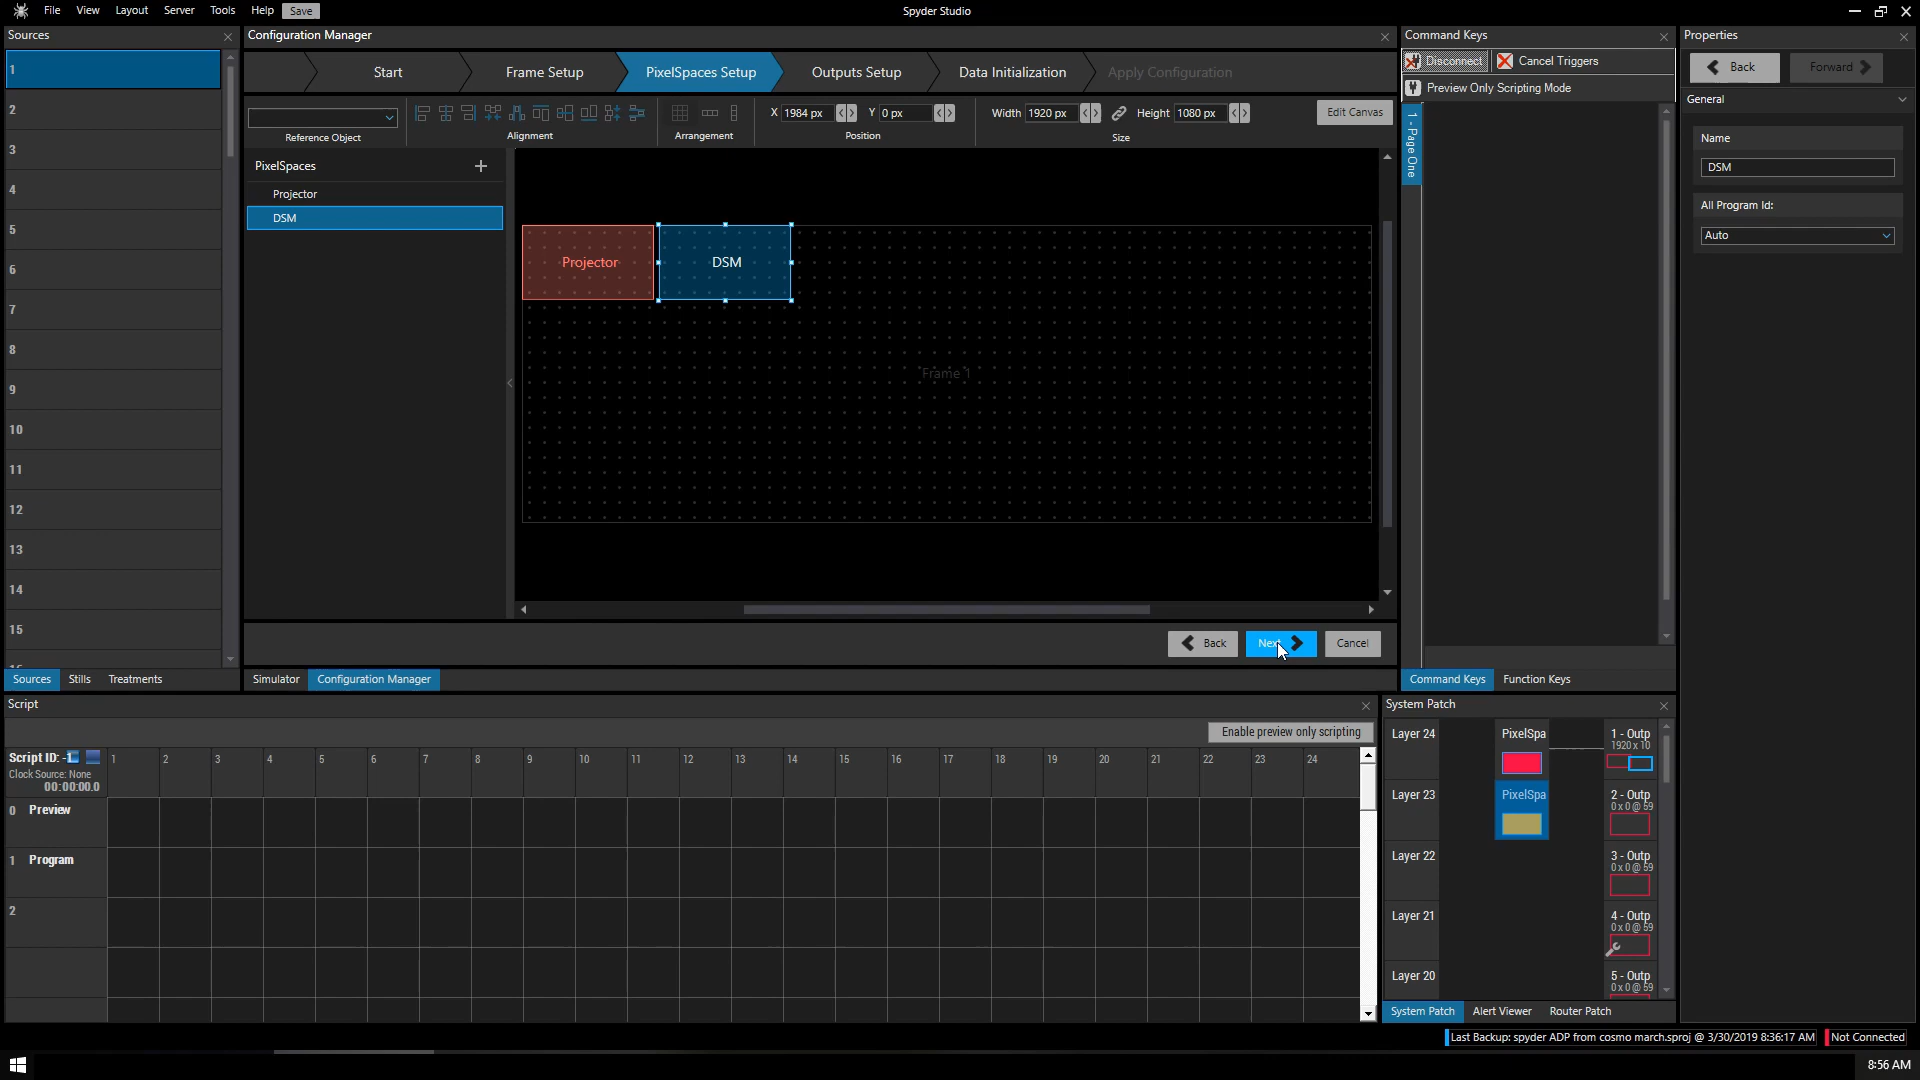 File View Layout Server Tools Help Save
Spyder Studio
Sources
1
2
3
4
5
6
7
8
9
10
11
12
13
14
15
Sources Stills Treatments
Configuration Manager
Start Frame Setup PixelSpaces Setup Outputs Setup Data Initialization Apply Configuration
Reference Object
Alignment
Arrangement
X 1984 px Y 0 px
Position
Width 1920 px Height 1080 px
Size
Edit Canvas
PixelSpaces +
Projector
DSM
Projector DSM
Frame 1
Back Next Cancel
Simulator Configuration Manager
Command Keys
Disconnect Cancel Triggers
Preview Only Scripting Mode
1 - Page One
Command Keys Function Keys
Properties
Back Forward
General
Name
DSM
All Program Id:
Auto
Script
Enable preview only scripting
Script ID: -1
Clock Source: None
00:00:00.0
1 2 3 4 5 6 7 8 9 10 11 12 13 14 15 16 17 18 19 20 21 22 23 24
0 Preview
1 Program
2
System Patch
Layer 24 PixelSpa 1 - Outp
1920 x 10
Layer 23 PixelSpa 2 - Outp
0 x 0 @ 59
Layer 22 3 - Outp
0 x 0 @ 59
Layer 21 4 - Outp
0 x 0 @ 59
Layer 20 5 - Outp
0 x 0 @ 59
System Patch Alert Viewer Router Patch
Last Backup: spyder ADP from cosmo march.sproj @ 3/30/2019 8:36:17 AM Not Connected
8:56 AM